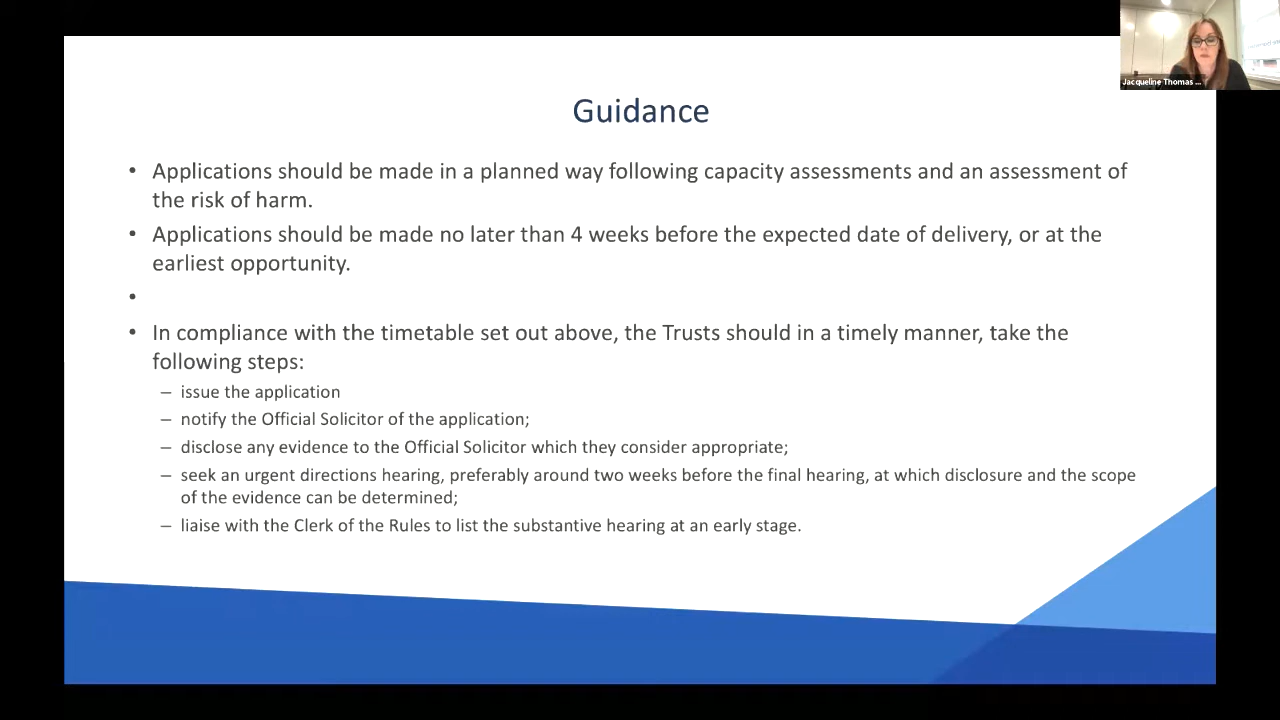 Jacqueline Thomas ...
Guidance
• Applications should be made in a planned way following capacity assessments and an assessment of
the risk of harm.
• Applications should be made no later than 4 weeks before the expected date of delivery, or at the
earliest opportunity.
•
• In compliance with the timetable set out above, the Trusts should in a timely manner, take the
following steps:
– issue the application
– notify the Official Solicitor of the application;
– disclose any evidence to the Official Solicitor which they consider appropriate;
– seek an urgent directions hearing, preferably around two weeks before the final hearing, at which disclosure and the scope
of the evidence can be determined;
– liaise with the Clerk of the Rules to list the substantive hearing at an early stage.